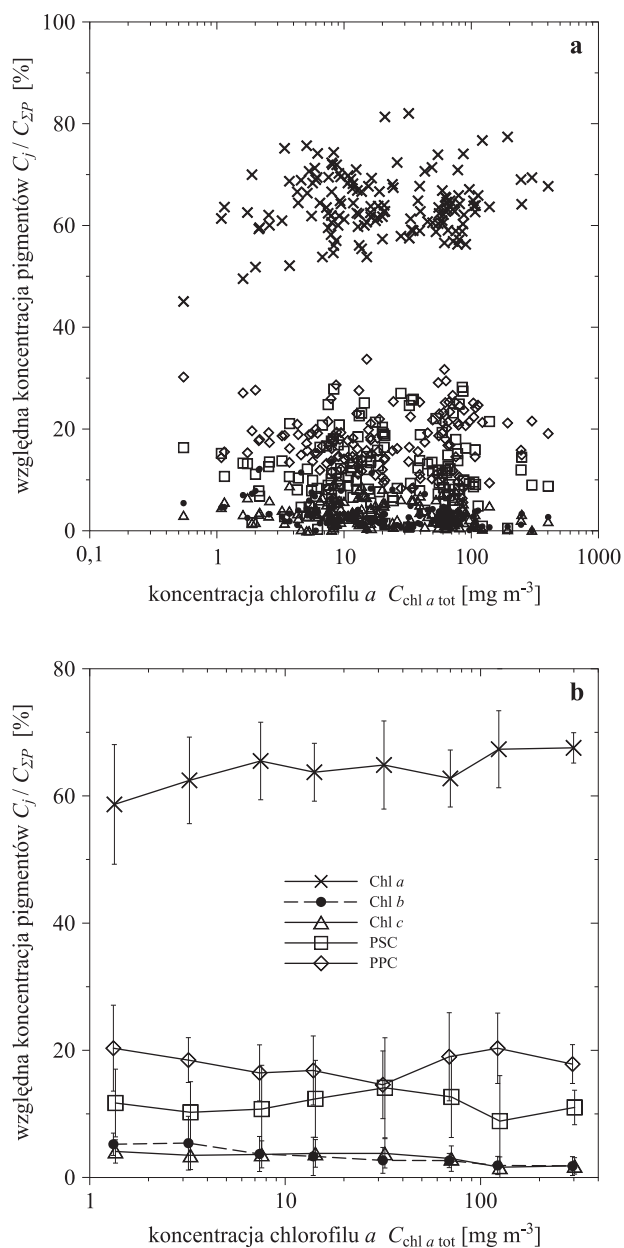 a
100
80
60
40
20
0
względna koncentracja pigmentów Cj / CΣP [%]
0,1 1 10 100 1000
koncentracja chlorofilu a Cchl a tot [mg m-3]
b
80
60
40
20
0
względna koncentracja pigmentów Cj / CΣP [%]
Chl a
Chl b
Chl c
PSC
PPC
1 10 100
koncentracja chlorofilu a Cchl a tot [mg m-3]